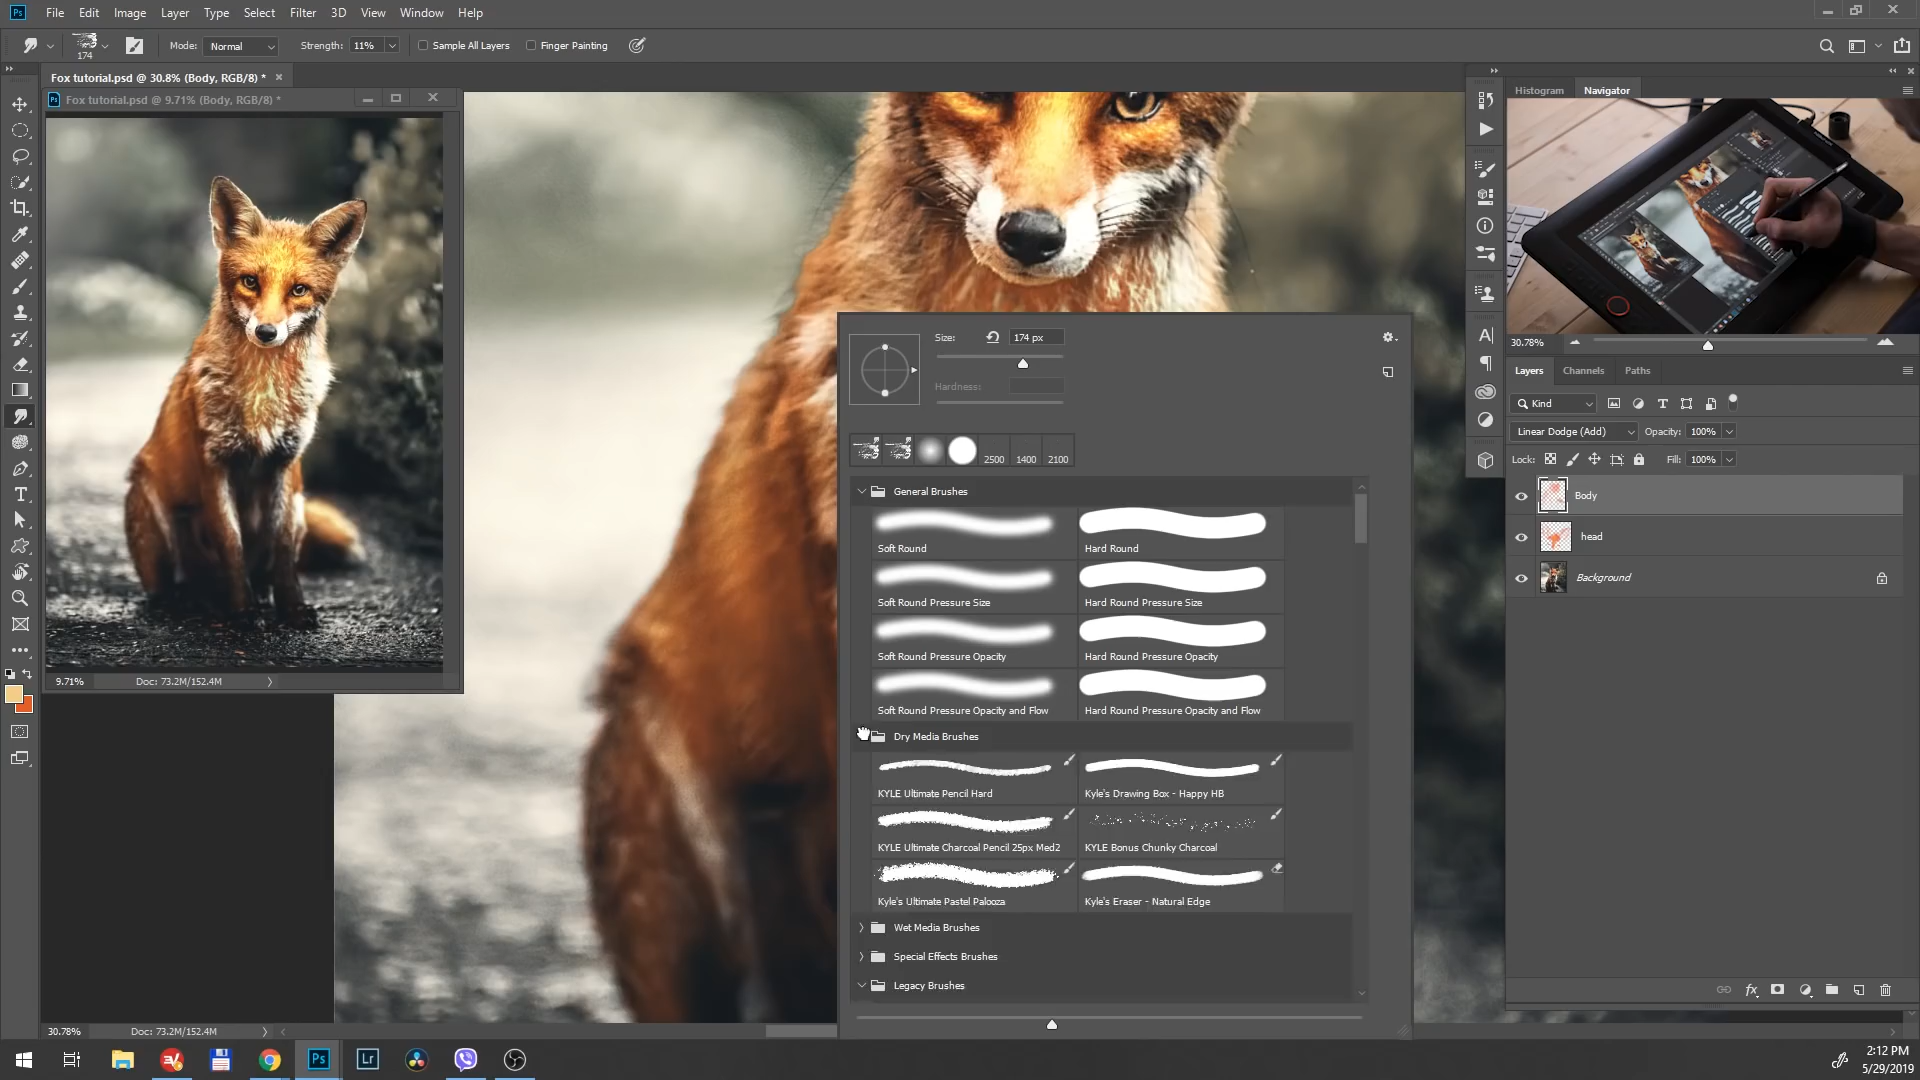 Ps File Edit Image Layer Type Select Filter 3D View Window Help
174 Mode: Normal Strength: 11% Sample All Layers Finger Painting
Fox tutorial.psd @ 30.8% (Body, RGB/8) *
Ps Fox tutorial.psd @ 9.71% (Body, RGB/8) *
9.71% Doc: 73.2M/152.4M
Size: 174 px
Hardness:
2500 1400 2100
General Brushes
Soft Round Hard Round
Soft Round Pressure Size Hard Round Pressure Size
Soft Round Pressure Opacity Hard Round Pressure Opacity
Soft Round Pressure Opacity and Flow Hard Round Pressure Opacity and Flow
Dry Media Brushes
KYLE Ultimate Pencil Hard Kyle's Drawing Box - Happy HB
KYLE Ultimate Charcoal Pencil 25px Med2 KYLE Bonus Chunky Charcoal
Kyle's Ultimate Pastel Palooza Kyle's Eraser - Natural Edge
Wet Media Brushes
Special Effects Brushes
Legacy Brushes
Histogram Navigator
30.78%
Layers Channels Paths
Kind
Linear Dodge (Add) Opacity: 100%
Lock: Fill: 100%
Body
head
Background
fx
30.78% Doc: 73.2M/152.4M
Ps Lr
2:12 PM
5/29/2019